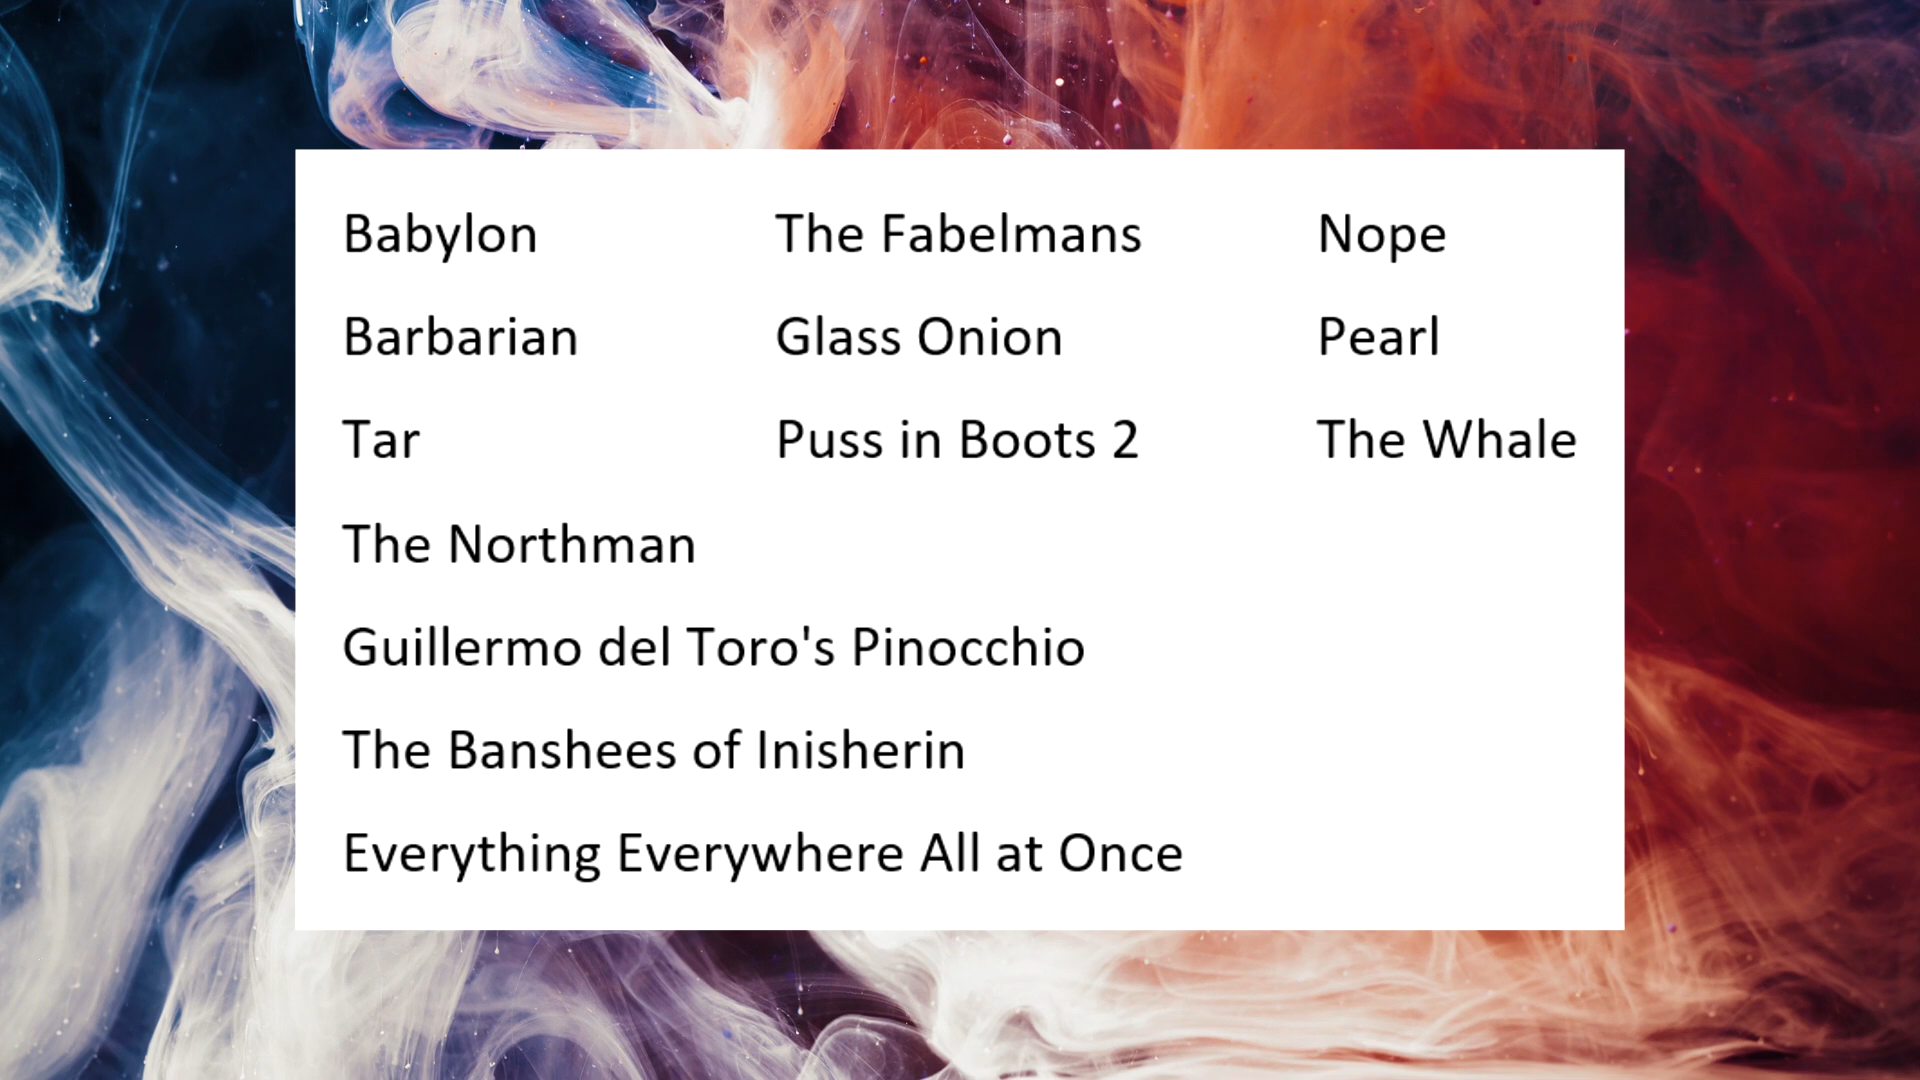 Babylon The Fabelmans Nope
Barbarian Glass Onion Pearl
Tar Puss in Boots 2 The Whale
The Northman
Guillermo del Toro's Pinocchio
The Banshees of Inisherin
Everything Everywhere All at Once